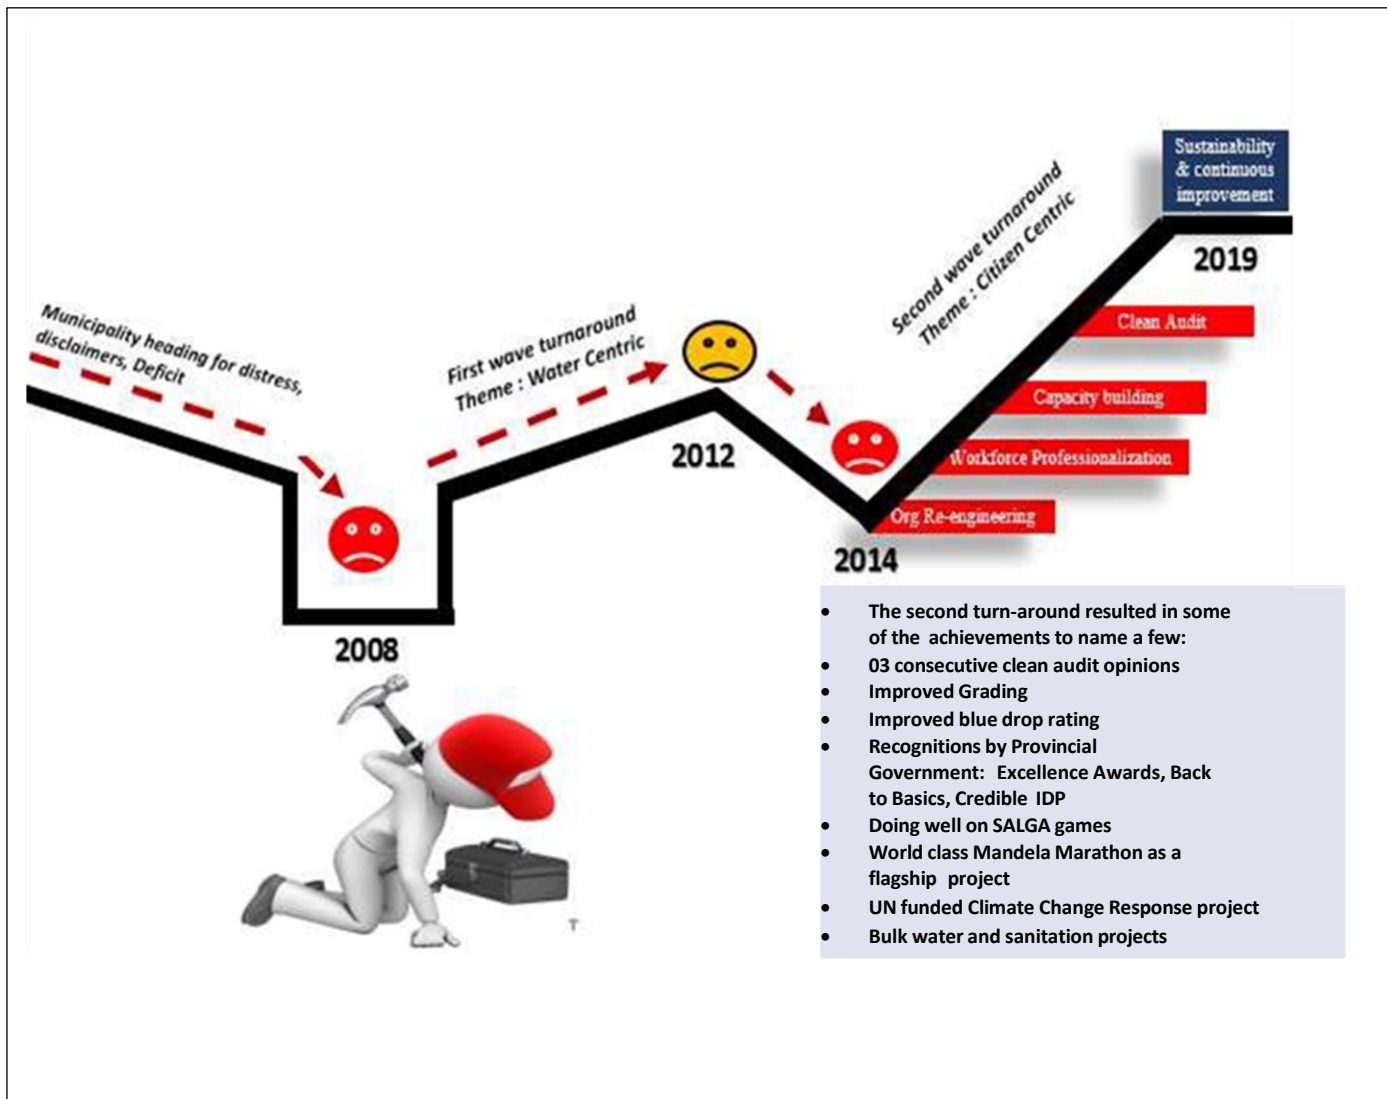 Sustainability
& continuous
improvement
2019
Second wave turnaround
Theme : Citizen Centric
Municipality heading for distress,
disclaimers, Deficit
First wave turnaround
Theme : Water Centric
Clean Audit
Capacity building
2012
Workforce Professionalization
Org Re-engineering
2014
2008
• The second turn-around resulted in some
of the achievements to name a few:
• 03 consecutive clean audit opinions
• Improved Grading
• Improved blue drop rating
• Recognitions by Provincial
Government: Excellence Awards, Back
to Basics, Credible IDP
• Doing well on SALGA games
• World class Mandela Marathon as a
flagship project
• UN funded Climate Change Response project
• Bulk water and sanitation projects
T